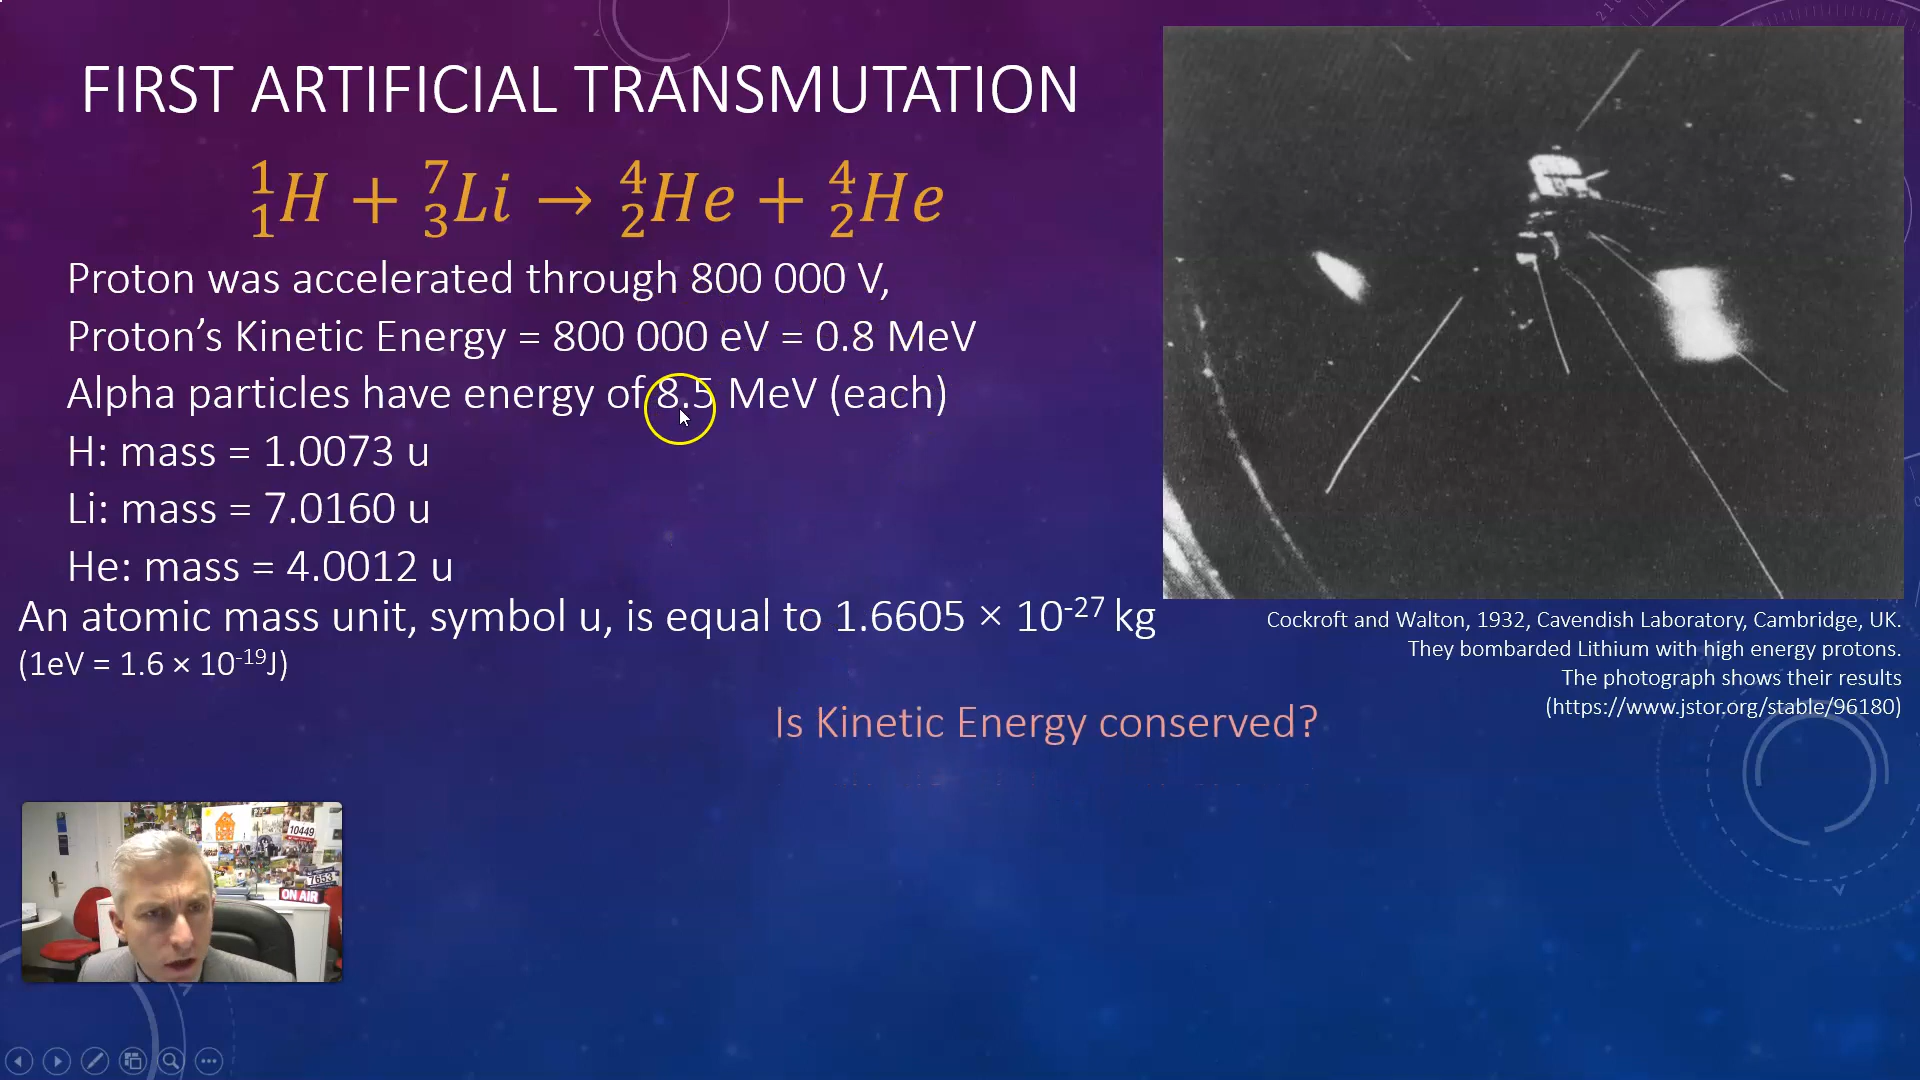 FIRST ARTIFICIAL TRANSMUTATION
¹₁H + ⁷₃Li → ⁴₂He + ⁴₂He
Proton was accelerated through 800 000 V,
Proton’s Kinetic Energy = 800 000 eV = 0.8 MeV
Alpha particles have energy of 8.5 MeV (each)
H: mass = 1.0073 u
Li: mass = 7.0160 u
He: mass = 4.0012 u
An atomic mass unit, symbol u, is equal to 1.6605 × 10⁻²⁷ kg
(1eV = 1.6 × 10⁻¹⁹J)
Cockroft and Walton, 1932, Cavendish Laboratory, Cambridge, UK.
They bombarded Lithium with high energy protons.
The photograph shows their results
(https://www.jstor.org/stable/96180)
Is Kinetic Energy conserved?
10449
7653
ON AIR